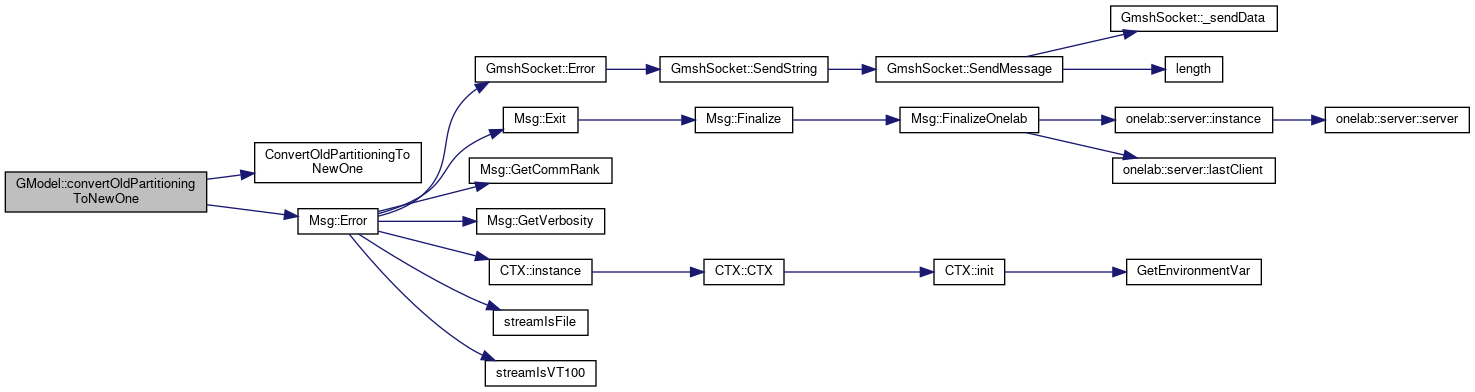 GModel::convertOldPartitioning
ToNewOne
ConvertOldPartitioningTo
NewOne
Msg::Error
GmshSocket::Error
GmshSocket::SendString
GmshSocket::SendMessage
GmshSocket::_sendData
length
Msg::Exit
Msg::Finalize
Msg::FinalizeOnelab
onelab::server::instance
onelab::server::server
onelab::server::lastClient
Msg::GetCommRank
Msg::GetVerbosity
CTX::instance
CTX::CTX
CTX::init
GetEnvironmentVar
streamIsFile
streamIsVT100